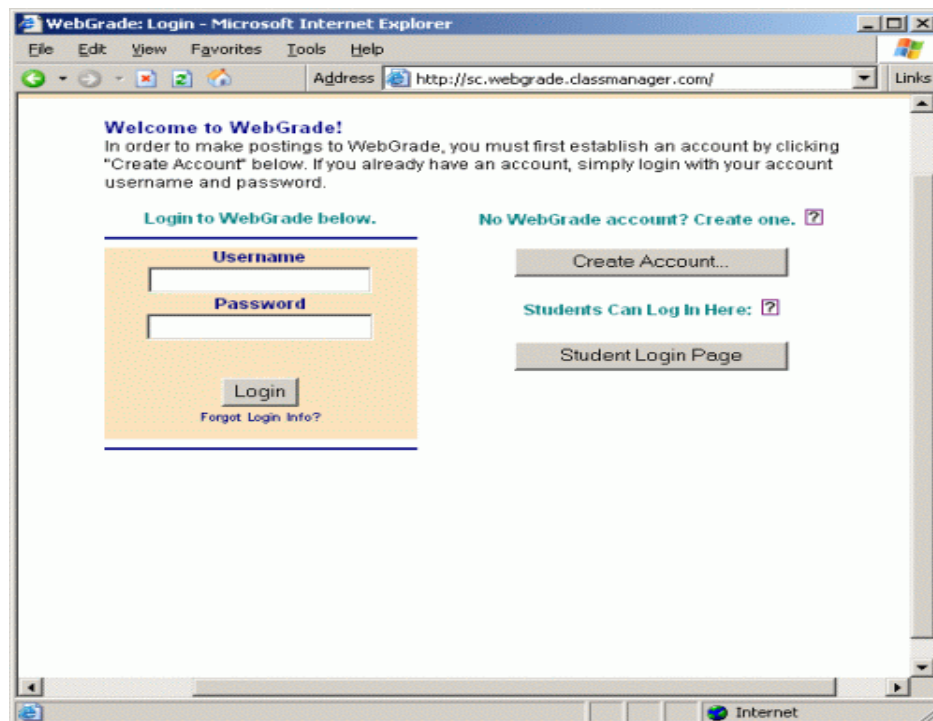 WebGrade: Login - Microsoft Internet Explorer
File Edit View Favorites Tools Help
Address http://sc.webgrade.classmanager.com/ Links
Welcome to WebGrade!
In order to make postings to WebGrade, you must first establish an account by clicking
"Create Account" below. If you already have an account, simply login with your account
username and password.
Login to WebGrade below.
Username
Password
Login
Forgot Login Info?
No WebGrade account? Create one. ?
Create Account...
Students Can Log In Here: ?
Student Login Page
Internet